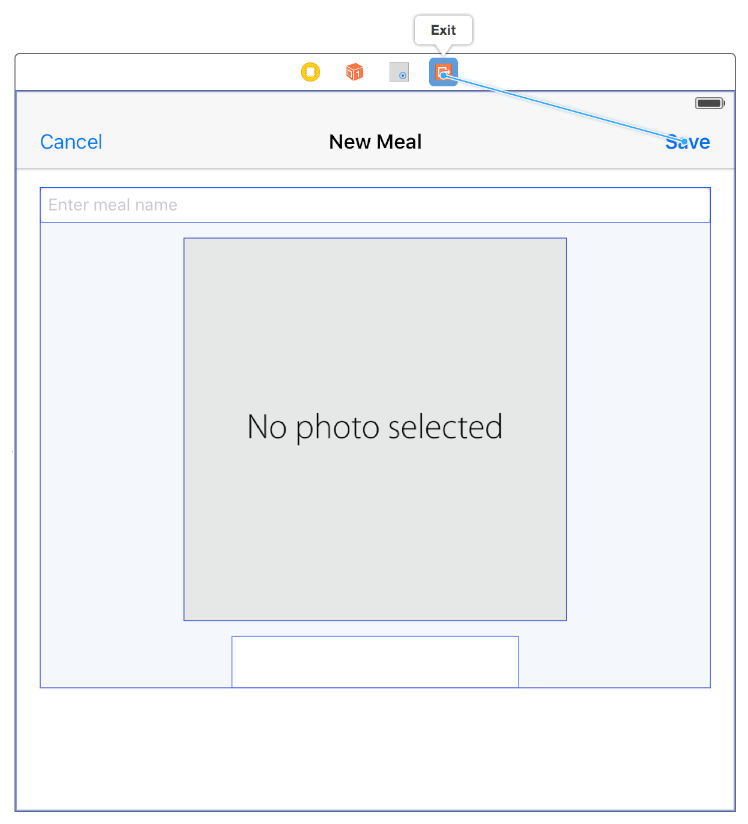 Exit
Cancel New Meal Save
Enter meal name
No photo selected